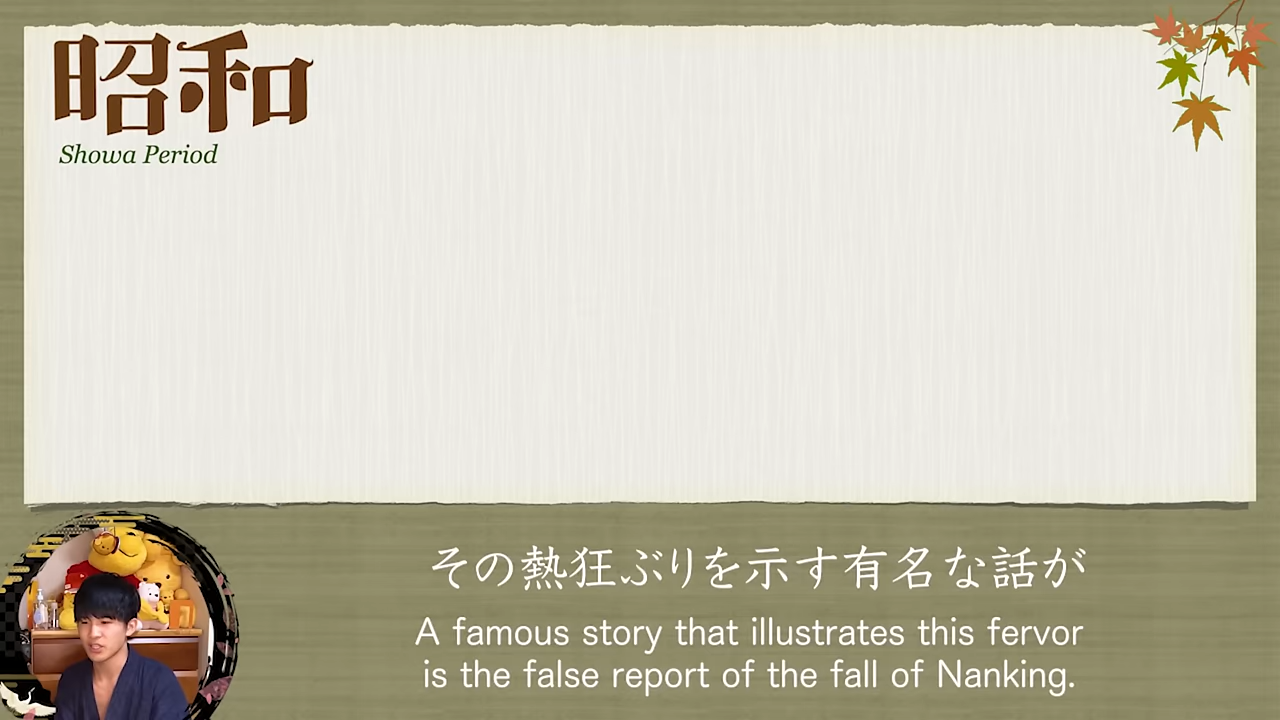 昭和
Showa Period
その熱狂ぶりを示す有名な話が
A famous story that illustrates this fervor
is the false report of the fall of Nanking.